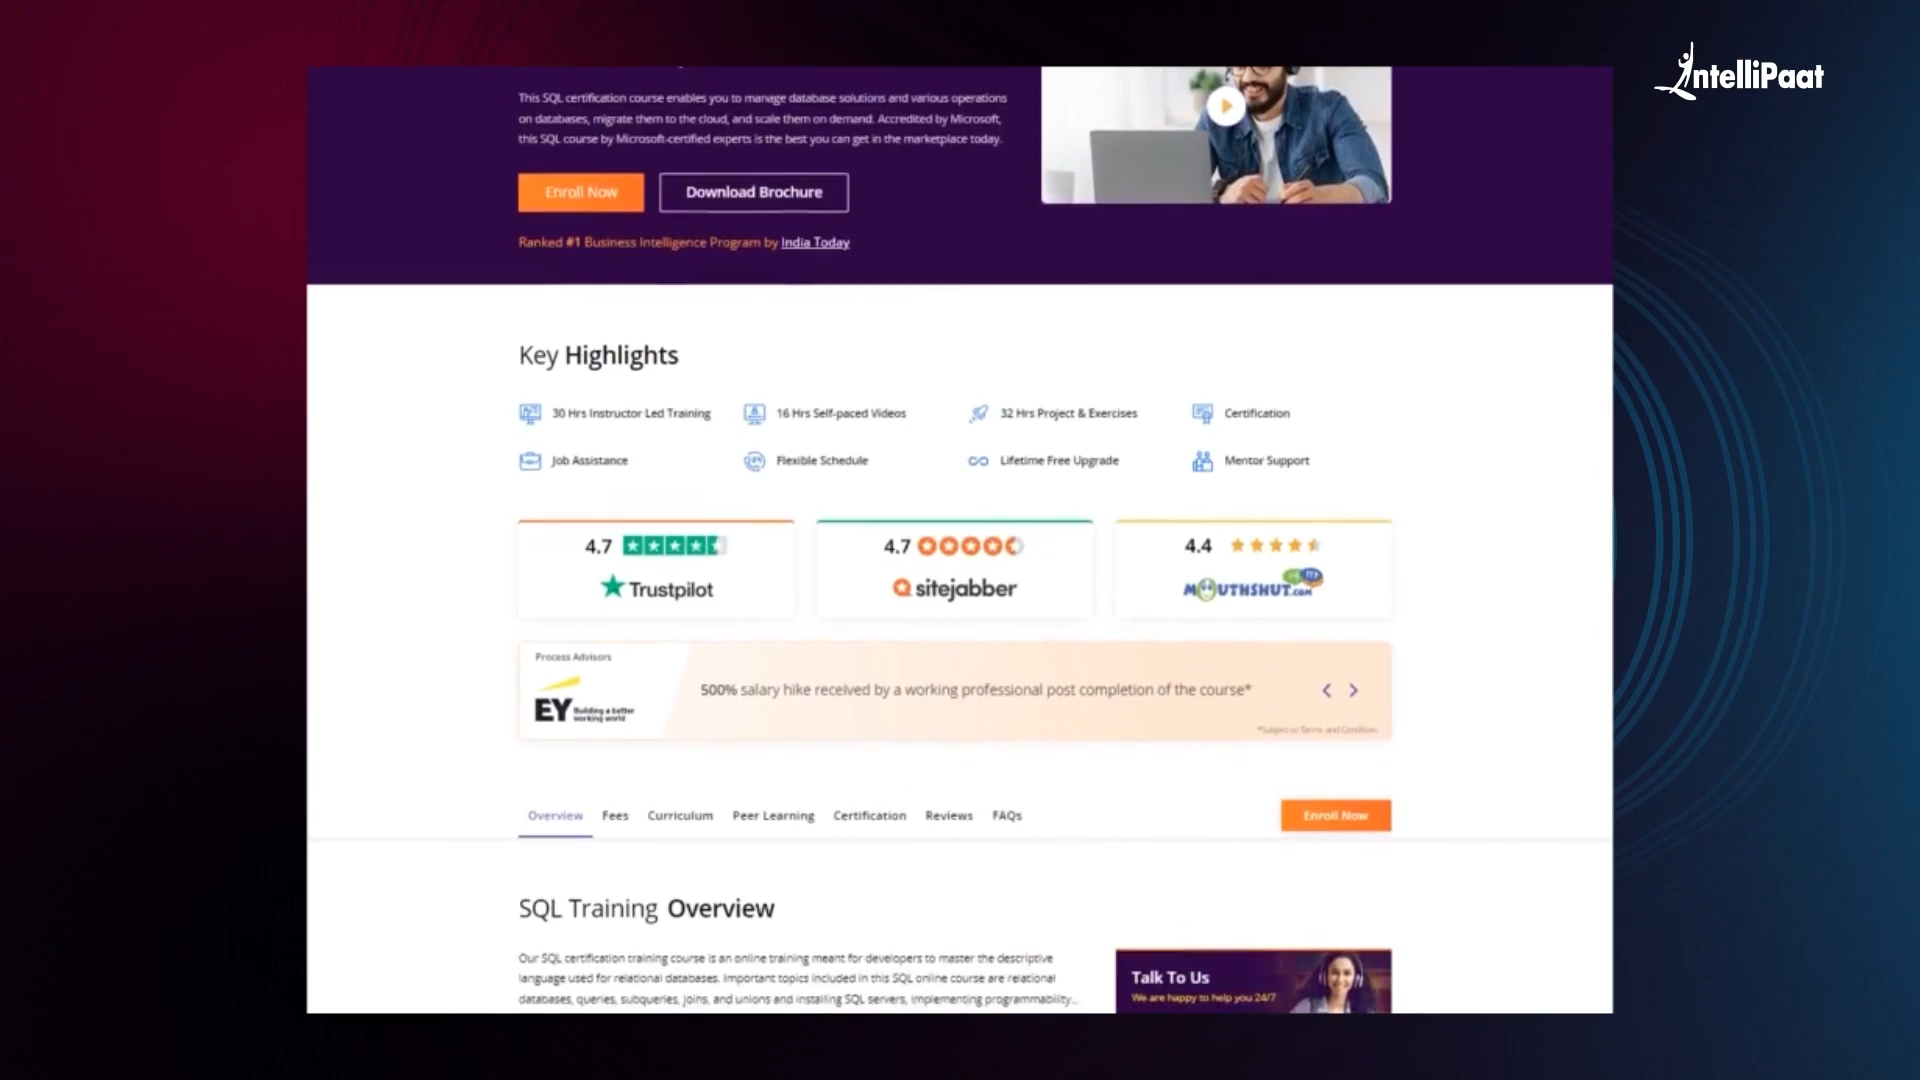 IntelliPaat
This SQL certification course enables you to manage database solutions and various operations
on databases, migrate them to the cloud, and scale them on demand. Accredited by Microsoft,
this SQL course by Microsoft-certified experts is the best you can get in the marketplace today.
Enroll Now
Download Brochure
Ranked #1 Business Intelligence Program by India Today
Key Highlights
30 Hrs Instructor Led Training
16 Hrs Self-paced Videos
32 Hrs Project & Exercises
Certification
Job Assistance
Flexible Schedule
Lifetime Free Upgrade
Mentor Support
4.7
Trustpilot
4.7
sitejabber
4.4
MOUTHSHUT.com
Process Advisors
EY Building a better
working world
500% salary hike received by a working professional post completion of the course*
*Subject to Terms and Condition
Overview
Fees
Curriculum
Peer Learning
Certification
Reviews
FAQs
Enroll Now
SQL Training Overview
Our SQL certification training course is an online training meant for developers to master the descriptive
language used for relational databases. Important topics included in this SQL online course are relational
databases, queries, subqueries, joins, and unions and installing SQL servers, implementing programmability...
Talk To Us
We are happy to help you 24/7